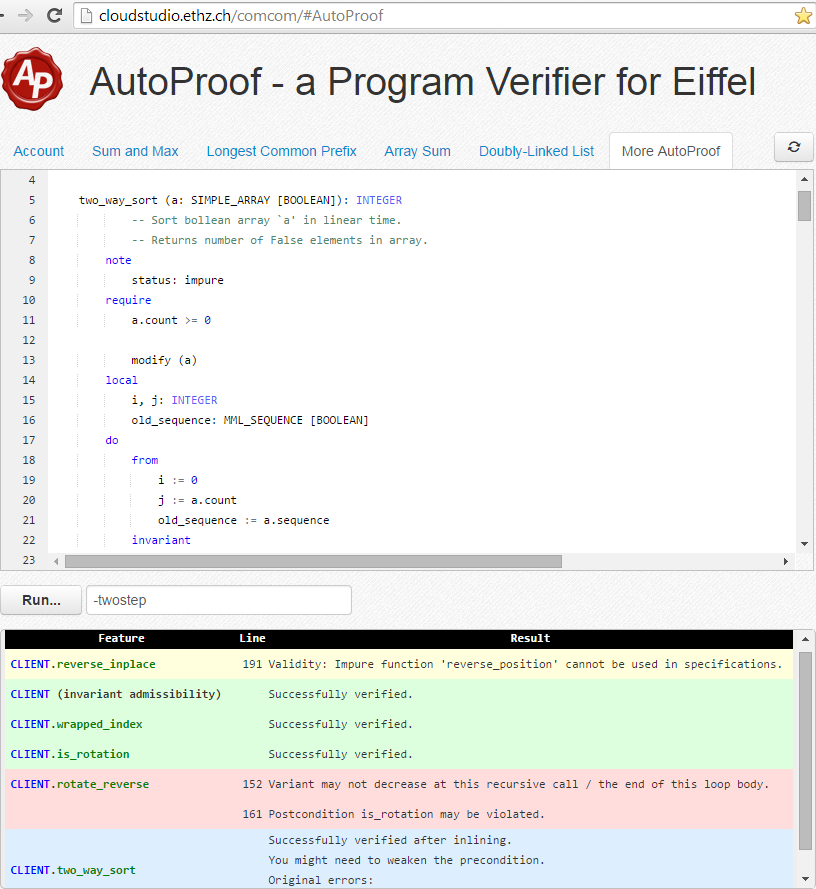 cloudstudio.ethz.ch/comcom/#AutoProof
AP
AutoProof - a Program Verifier for Eiffel
Account Sum and Max Longest Common Prefix Array Sum Doubly-Linked List More AutoProof
4
5 two_way_sort (a: SIMPLE_ARRAY [BOOLEAN]): INTEGER
6 -- Sort bollean array `a' in linear time.
7 -- Returns number of False elements in array.
8 note
9 status: impure
10 require
11 a.count >= 0
12
13 modify (a)
14 local
15 i, j: INTEGER
16 old_sequence: MML_SEQUENCE [BOOLEAN]
17 do
18 from
19 i := 0
20 j := a.count
21 old_sequence := a.sequence
22 invariant
23
Run... -twostep
Feature Line Result
CLIENT.reverse_inplace 191 Validity: Impure function 'reverse_position' cannot be used in specifications.
CLIENT (invariant admissibility) Successfully verified.
CLIENT.wrapped_index Successfully verified.
CLIENT.is_rotation Successfully verified.
CLIENT.rotate_reverse 152 Variant may not decrease at this recursive call / the end of this loop body.
161 Postcondition is_rotation may be violated.
Successfully verified after inlining.
You might need to weaken the precondition.
CLIENT.two_way_sort
Original errors: